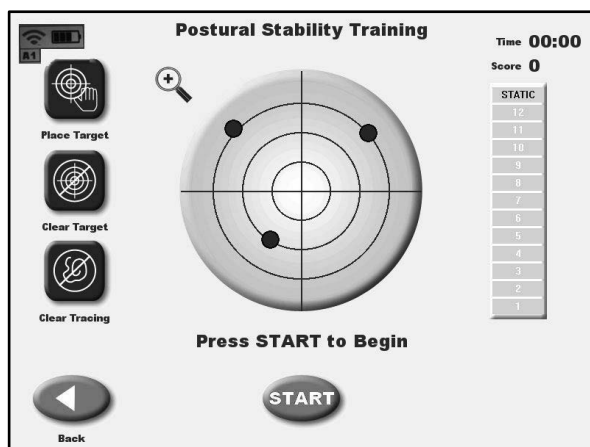 Postural Stability Training
A1
Time 00:00
Score 0
Place Target
Clear Target
Clear Tracing
STATIC
12
11
10
9
8
7
6
5
4
3
2
1
Press START to Begin
START
Back